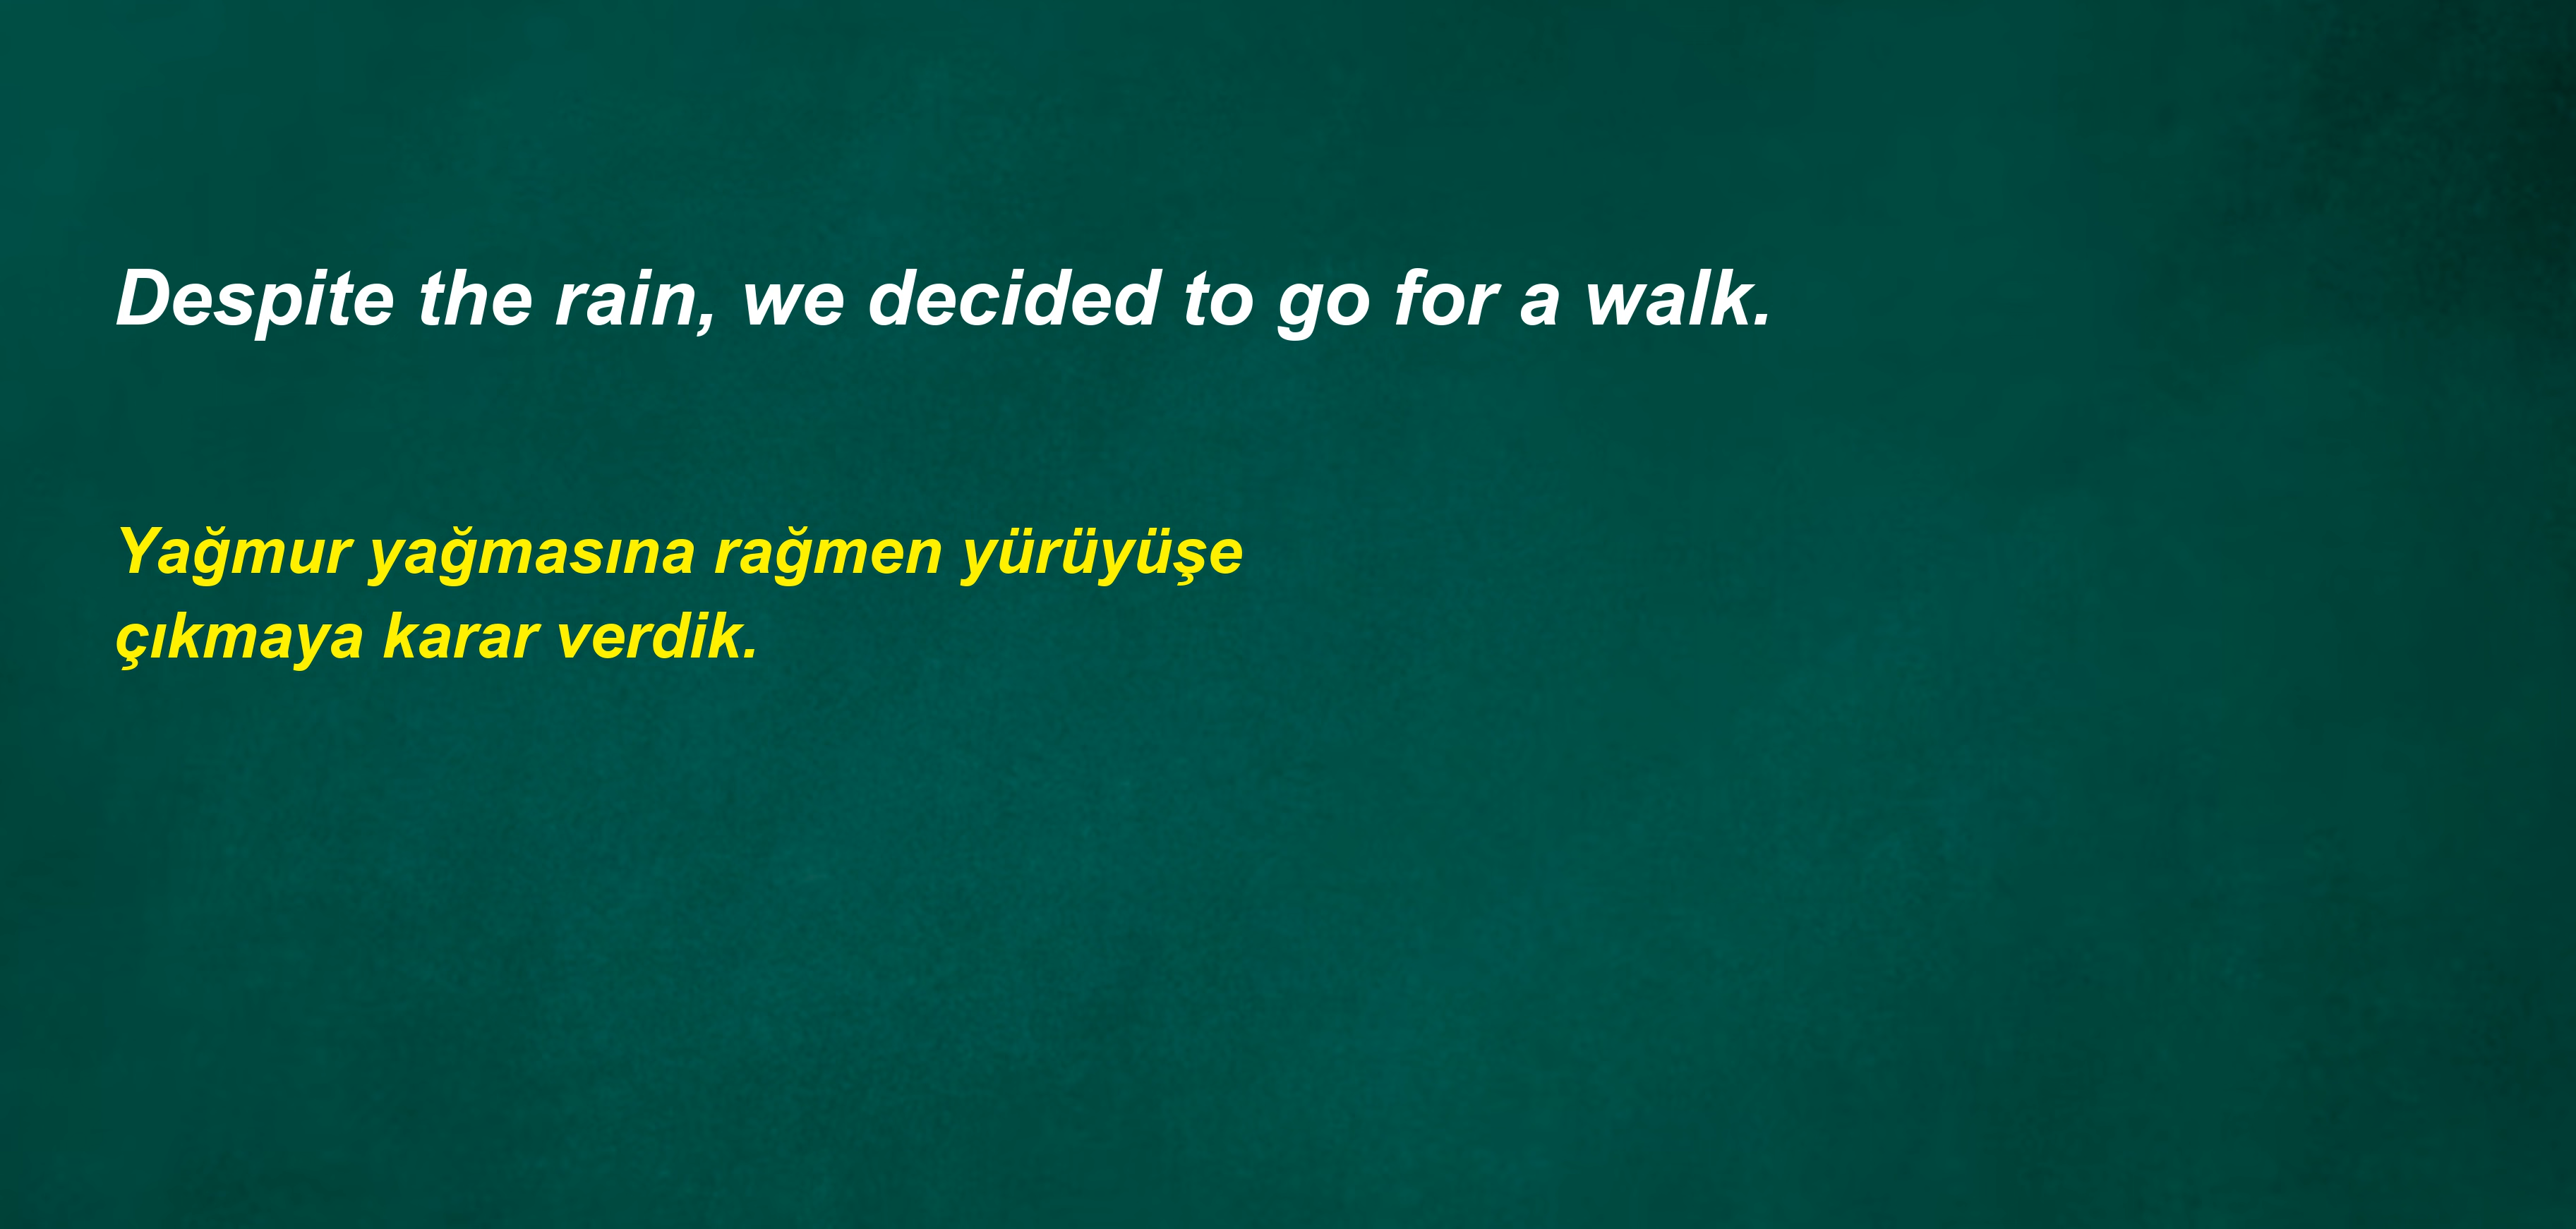 Despite the rain, we decided to go for a walk.
Yağmur yağmasına rağmen yürüyüşe
çıkmaya karar verdik.